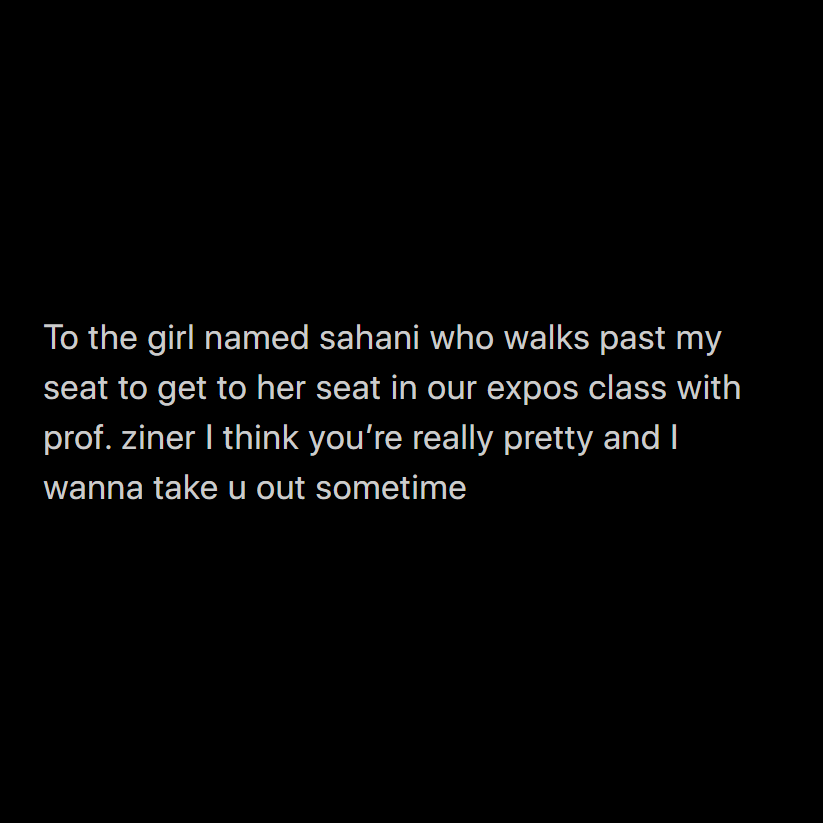 To the girl named sahani who walks past my
seat to get to her seat in our expos class with
prof. ziner I think you’re really pretty and I
wanna take u out sometime